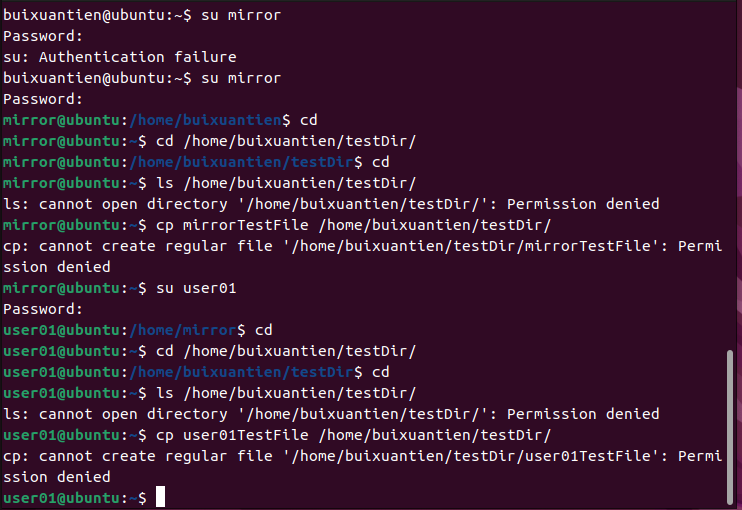 buixuantien@ubuntu:~$ su mirror
Password:
su: Authentication failure
buixuantien@ubuntu:~$ su mirror
Password:
mirror@ubuntu:/home/buixuantien$ cd
mirror@ubuntu:~$ cd /home/buixuantien/testDir/
mirror@ubuntu:/home/buixuantien/testDir$ cd
mirror@ubuntu:~$ ls /home/buixuantien/testDir/
ls: cannot open directory '/home/buixuantien/testDir/': Permission denied
mirror@ubuntu:~$ cp mirrorTestFile /home/buixuantien/testDir/
cp: cannot create regular file '/home/buixuantien/testDir/mirrorTestFile': Permi
ssion denied
mirror@ubuntu:~$ su user01
Password:
user01@ubuntu:/home/mirror$ cd
user01@ubuntu:~$ cd /home/buixuantien/testDir/
user01@ubuntu:/home/buixuantien/testDir$ cd
user01@ubuntu:~$ ls /home/buixuantien/testDir/
ls: cannot open directory '/home/buixuantien/testDir/': Permission denied
user01@ubuntu:~$ cp user01TestFile /home/buixuantien/testDir/
cp: cannot create regular file '/home/buixuantien/testDir/user01TestFile': Permi
ssion denied
user01@ubuntu:~$